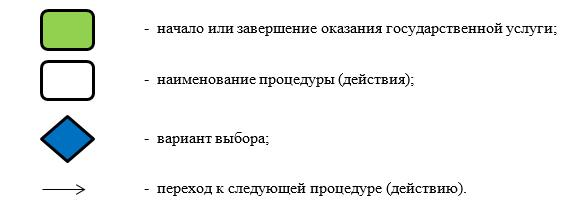 - начало или завершение оказания государственной услуги;
- наименование процедуры (действия);
- вариант выбора;
- переход к следующей процедуре (действию).